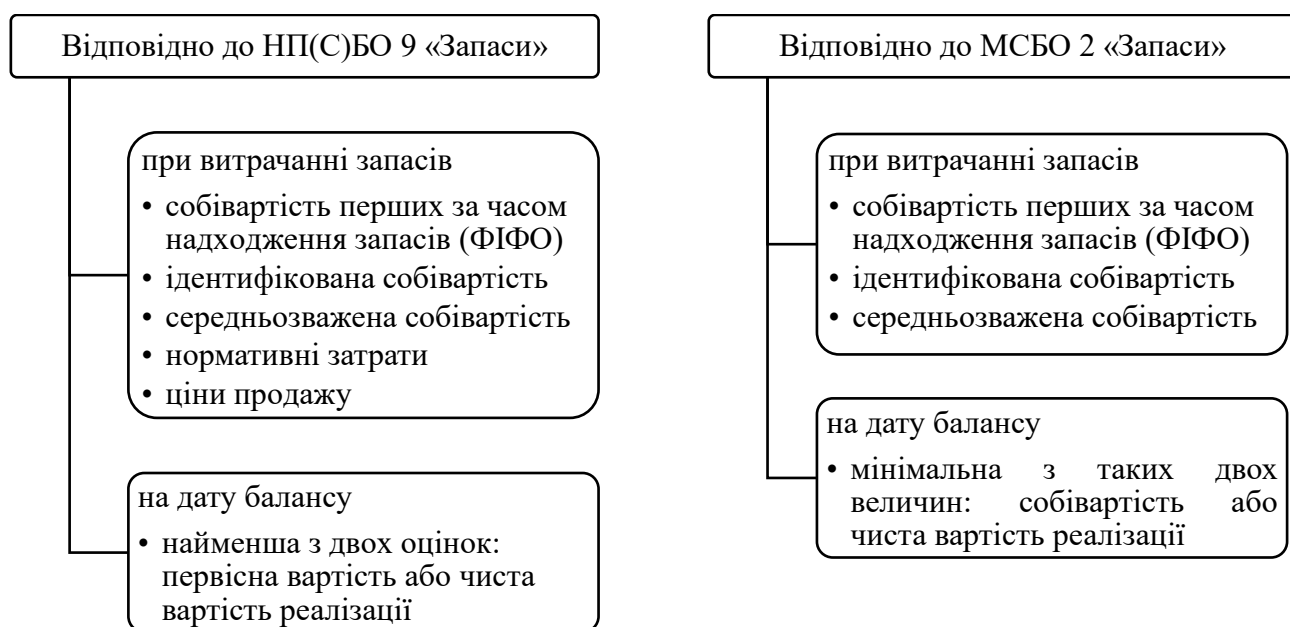 Відповідно до НП(С)БО 9 «Запаси»
при витрачанні запасів
• собівартість перших за часом
надходження запасів (ФІФО)
• ідентифікована собівартість
• середньозважена собівартість
• нормативні затрати
• ціни продажу
на дату балансу
• найменша з двох оцінок:
первісна вартість або чиста
вартість реалізації
Відповідно до МСБО 2 «Запаси»
при витрачанні запасів
• собівартість перших за часом
надходження запасів (ФІФО)
• ідентифікована собівартість
• середньозважена собівартість
на дату балансу
• мінімальна з таких двох
величин: собівартість або
чиста вартість реалізації